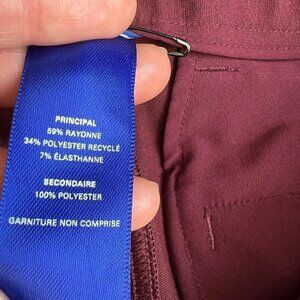 PRINCIPAL
59% RAYONNE
34% POLYESTER RECYCLÉ
7% ÉLASTHANNE
SECONDAIRE
100% POLYESTER
GARNITURE NON COMPRISE